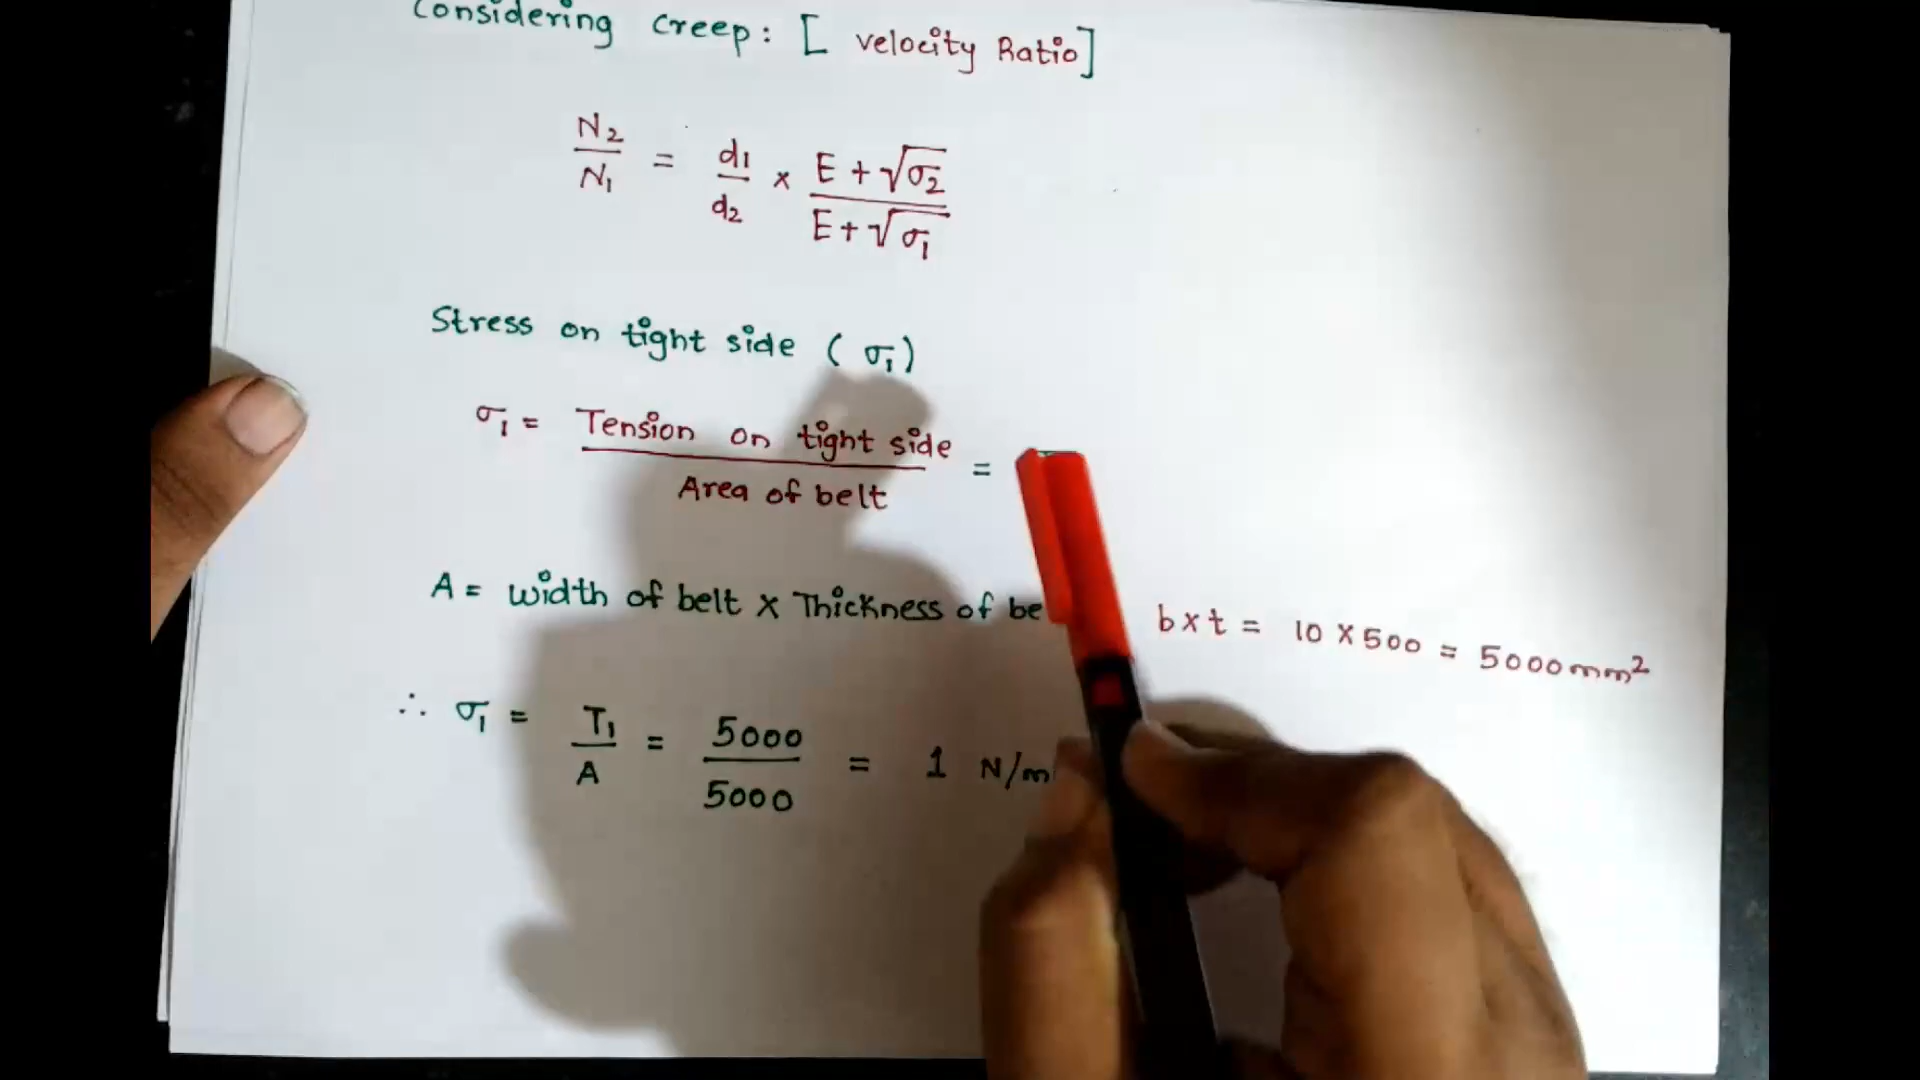 Considering creep: [ velocity Ratio]
N2/N1 = d1/d2 x E + √σ2 / E + √σ1
Stress on tight side ( σ1)
σ1 = Tension on tight side / Area of belt =
A = width of belt x Thickness of be b x t = 10 x 500 = 5000 mm²
∴ σ1 = T1/A = 5000/5000 = 1 N/m